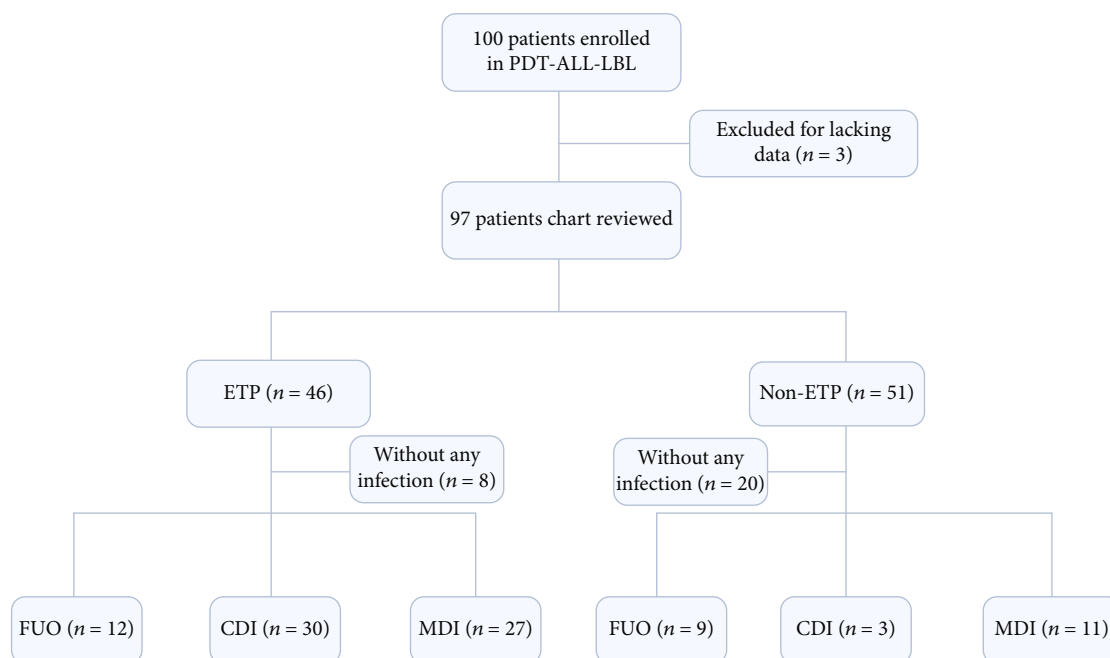 100 patients enrolled
in PDT-ALL-LBL
Excluded for lacking
data (n = 3)
97 patients chart reviewed
ETP (n = 46)
Non-ETP (n = 51)
Without any
infection (n = 8)
Without any
infection (n = 20)
FUO (n = 12)
CDI (n = 30)
MDI (n = 27)
FUO (n = 9)
CDI (n = 3)
MDI (n = 11)